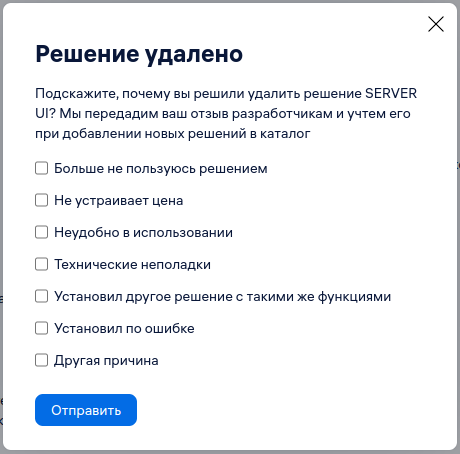 Решение удалено
Подскажите, почему вы решили удалить решение SERVER
UI? Мы передадим ваш отзыв разработчикам и учтем его
при добавлении новых решений в каталог
Больше не пользуюсь решением
Не устраивает цена
Неудобно в использовании
Технические неполадки
Установил другое решение с такими же функциями
Установил по ошибке
Другая причина
Отправить